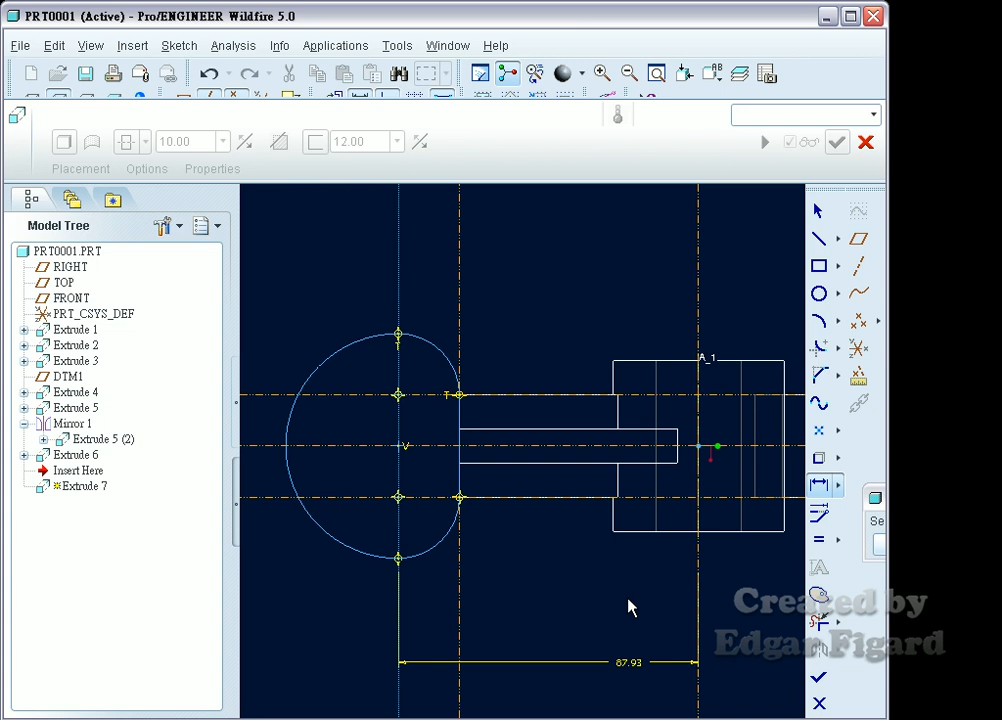 PRT0001 (Active) - Pro/ENGINEER Wildfire 5.0
File Edit View Insert Sketch Analysis Info Applications Tools Window Help
10.00 12.00
Placement Options Properties
Model Tree
PRT0001.PRT
RIGHT
TOP
FRONT
PRT_CSYS_DEF
Extrude 1
Extrude 2
Extrude 3
DTM1
Extrude 4
Extrude 5
Mirror 1
Extrude 5 (2)
Extrude 6
Insert Here
Extrude 7
A_1
T
T
V
87.93
Se
Created by
Edgar Figard